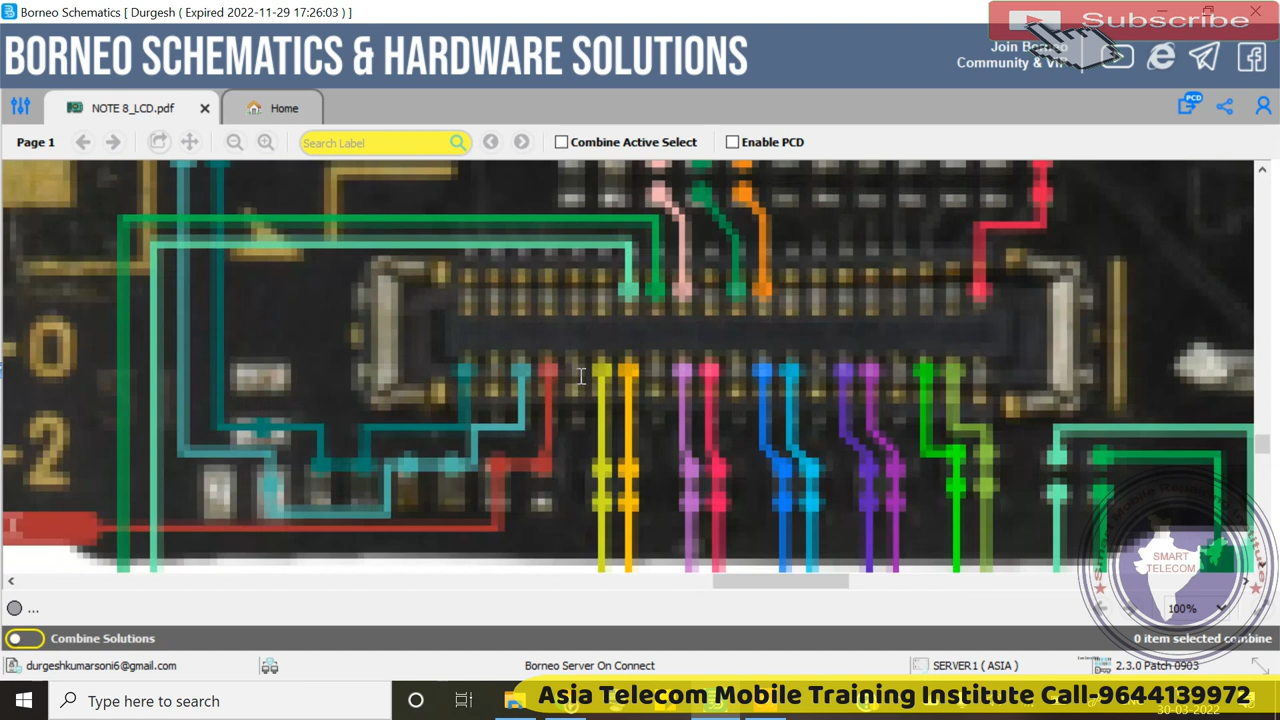 Borneo Schematics [ Durgesh ( Expired 2022-11-29 17:26:03 ) ]
Subscribe
BORNEO SCHEMATICS & HARDWARE SOLUTIONS
Join Borneo
Community & VIP
NOTE 8_LCD.pdf
Home
PCD
Page 1
Search Label
Combine Active Select
Enable PCD
0
2
SMART
TELECOM
...
100%
Combine Solutions
0 item selected combine
durgeshkumarsoni6@gmail.com
Borneo Server On Connect
SERVER1 ( ASIA )
2.3.0 Patch 0903
Type here to search
Asia Telecom Mobile Training Institute Call-9644139972
30-03-2022